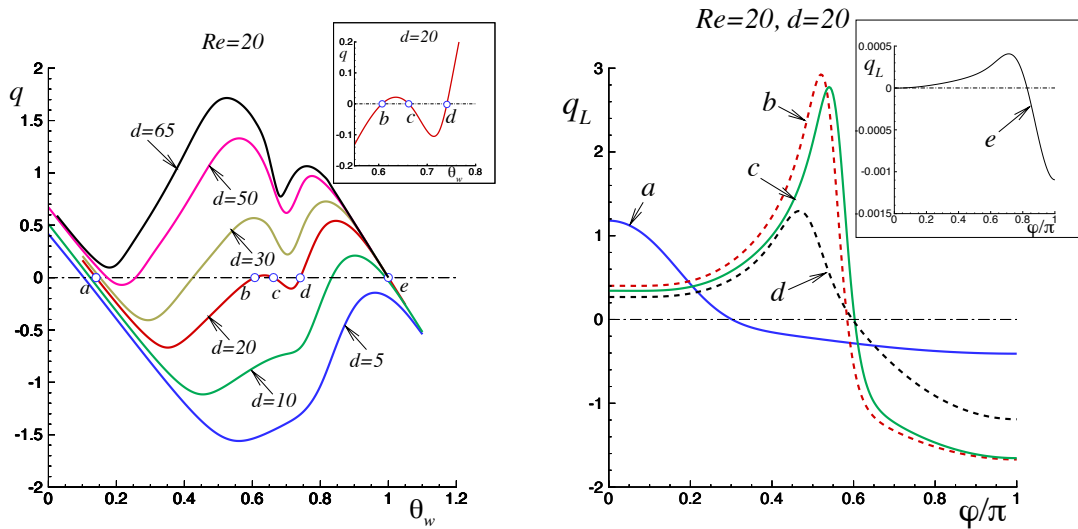 Re=20
q
2
1.5
1
0.5
0
-0.5
-1
-1.5
-2
0
0.2
0.4
0.6
0.8
1
1.2
θw
d=65
d=50
d=30
d=20
d=10
d=5
a
b
c
d
e
d=20
q
0.2
0.1
0
-0.1
-0.2
0.6
0.7
0.8
θw
b
c
d
Re=20, d=20
qL
3
2
1
0
-1
-2
0
0.2
0.4
0.6
0.8
1
φ/π
a
b
c
d
0.0005
qL
0
-0.0005
-0.001
-0.0015
0
0.2
0.4
0.6
0.8
1
φ/π
e